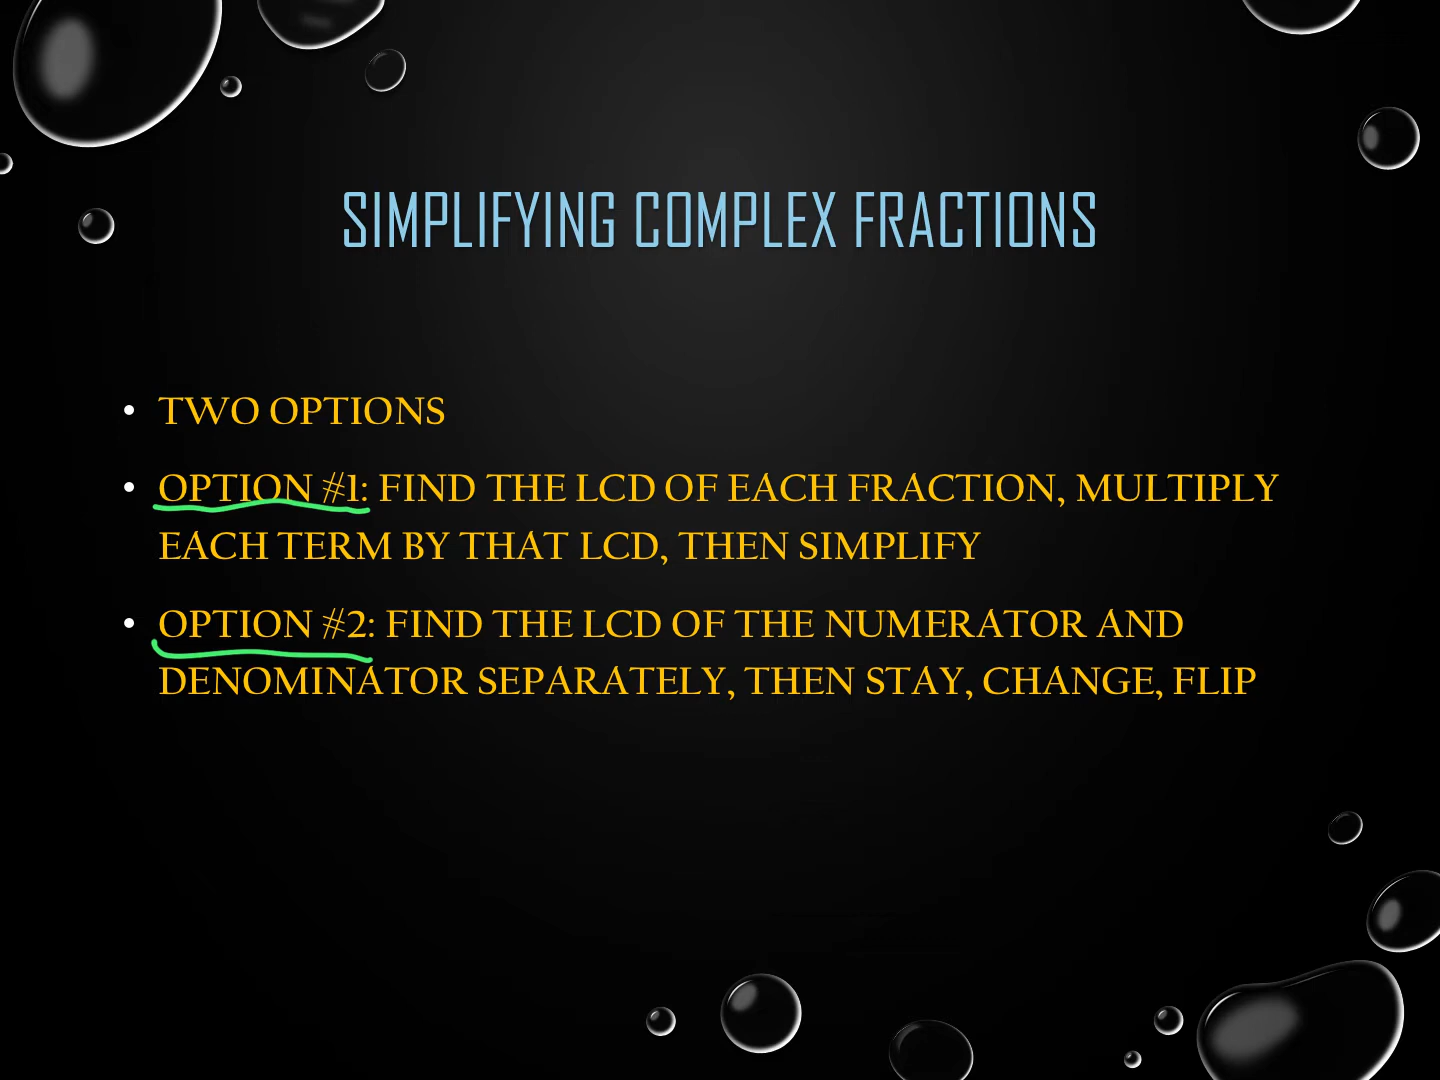 SIMPLIFYING COMPLEX FRACTIONS
• TWO OPTIONS
• OPTION #1: FIND THE LCD OF EACH FRACTION, MULTIPLY
EACH TERM BY THAT LCD, THEN SIMPLIFY
• OPTION #2: FIND THE LCD OF THE NUMERATOR AND
DENOMINATOR SEPARATELY, THEN STAY, CHANGE, FLIP